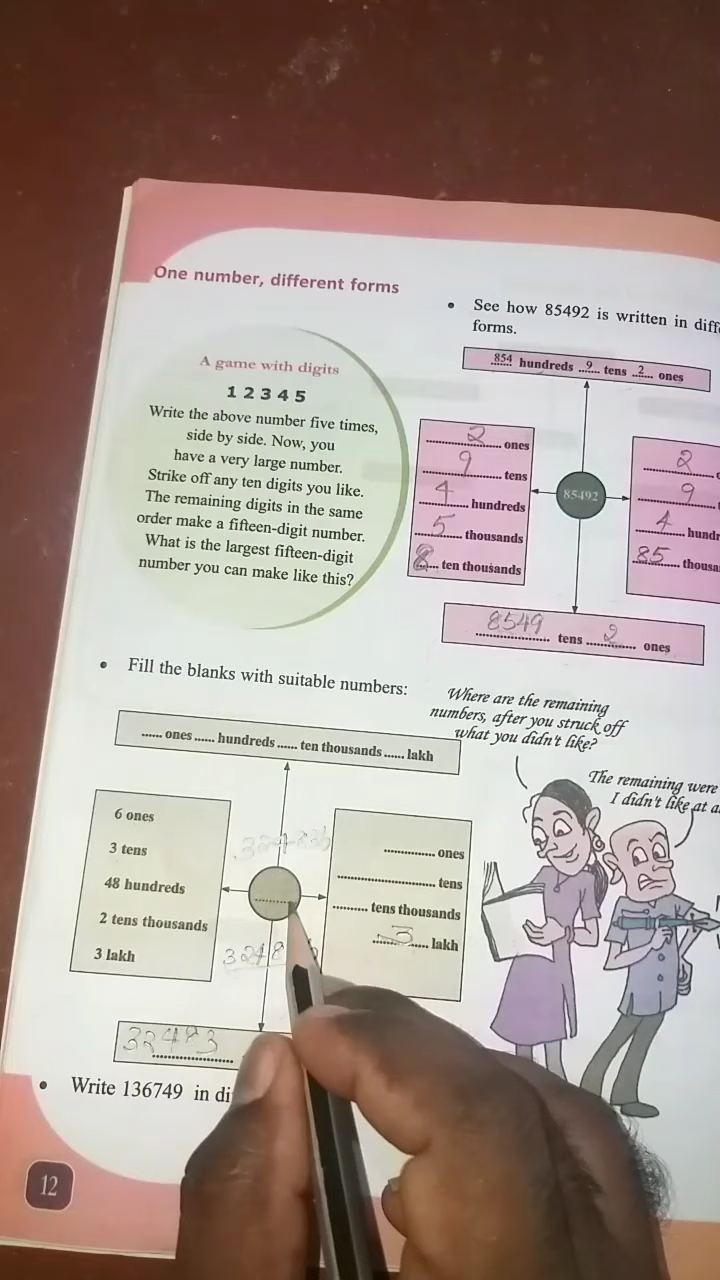 One number, different forms
A game with digits
1 2 3 4 5
Write the above number five times,
side by side. Now, you
have a very large number.
Strike off any ten digits you like.
The remaining digits in the same
order make a fifteen-digit number.
What is the largest fifteen-digit
number you can make like this?
• See how 85492 is written in
forms.
854 hundreds 9 tens 2 ones
2 ones
9 tens
4 hundreds
5 thousands
8 ten thousands
85492
2
9
4
85
8549 tens 2 ones
• Fill the blanks with suitable numbers:
...... ones ...... hundreds ...... ten thousands ...... lakh
6 ones
3 tens
48 hundreds
2 tens thousands
3 lakh
.............. ones
.......................... tens
.......... tens thousands
3 lakh
32483
Where are the remaining
numbers, after you struck off
what you didn't like?
The remaining were
I didn't like at
• Write 136749 in
12